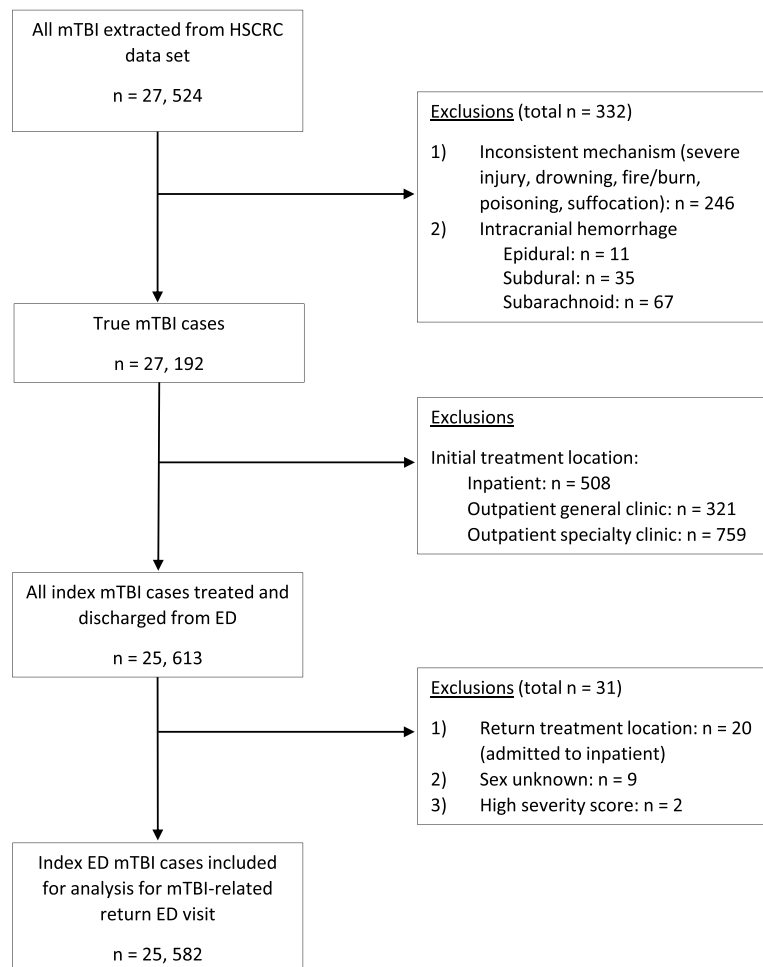 All mTBI extracted from HSCRC
data set
n = 27, 524
Exclusions (total n = 332)
1) Inconsistent mechanism (severe
injury, drowning, fire/burn,
poisoning, suffocation): n = 246
2) Intracranial hemorrhage
Epidural: n = 11
Subdural: n = 35
Subarachnoid: n = 67
True mTBI cases
n = 27, 192
Exclusions
Initial treatment location:
Inpatient: n = 508
Outpatient general clinic: n = 321
Outpatient specialty clinic: n = 759
All index mTBI cases treated and
discharged from ED
n = 25, 613
Exclusions (total n = 31)
1) Return treatment location: n = 20
(admitted to inpatient)
2) Sex unknown: n = 9
3) High severity score: n = 2
Index ED mTBI cases included
for analysis for mTBI-related
return ED visit
n = 25, 582